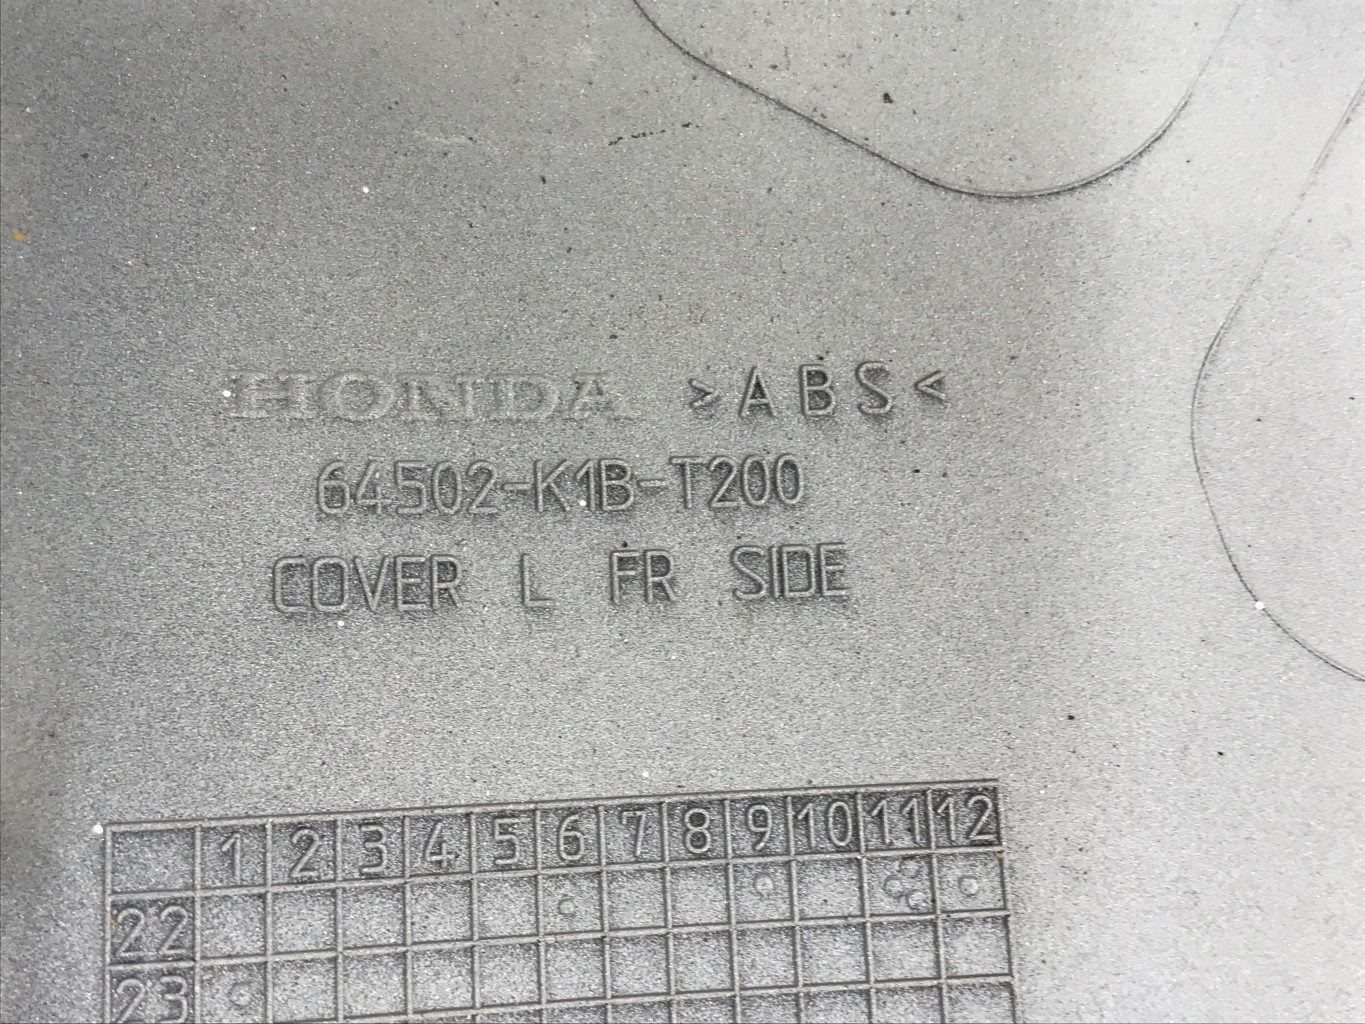 HONDA >ABS<
64502-K1B-T200
COVER L FR SIDE
1 2 3 4 5 6 7 8 9 10 11 12
22
23